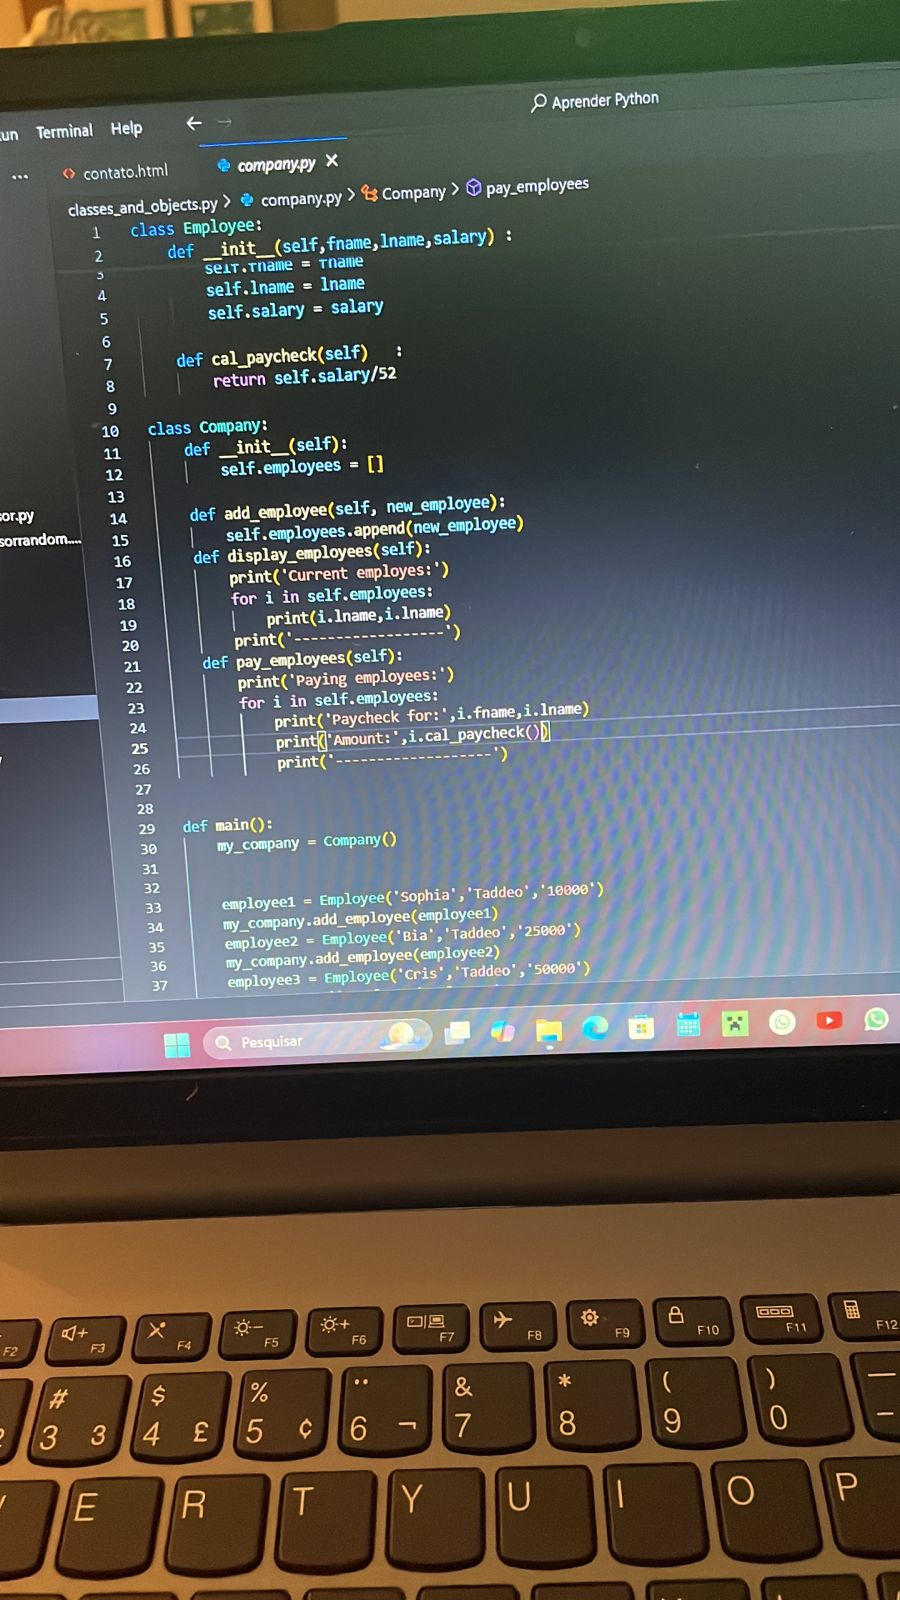 un Terminal Help ← → Aprender Python
... contato.html company.py ×
classes_and_objects.py > company.py > Company > pay_employees
1 class Employee:
2 def __init__(self,fname,lname,salary) :
3 self.fname = fname
4 self.lname = lname
5 self.salary = salary
6
7 def cal_paycheck(self) :
8 return self.salary/52
9
10 class Company:
11 def __init__(self):
12 self.employees = []
13
14 def add_employee(self, new_employee):
15 self.employees.append(new_employee)
16 def display_employees(self):
17 print('Current employes:')
18 for i in self.employees:
19 print(i.lname,i.lname)
20 print('------------------')
21 def pay_employees(self):
22 print('Paying employees:')
23 for i in self.employees:
24 print('Paycheck for:',i.fname,i.lname)
25 print('Amount:',i.cal_paycheck())
26 print('-------------------')
27
28
29 def main():
30 my_company = Company()
31
32
33 employee1 = Employee('Sophia','Taddeo','10000')
34 my_company.add_employee(employee1)
35 employee2 = Employee('Bia','Taddeo','25000')
36 my_company.add_employee(employee2)
37 employee3 = Employee('Cris','Taddeo','50000')
sor.py
sorrandom....
Pesquisar
F2 F3 F4 F5 F6 F7 F8 F9 F10 F11 F12
# $ % ¨ & * ( )
3 3 4 £ 5 ¢ 6 ¬ 7 8 9 0 -
E R T Y U I O P